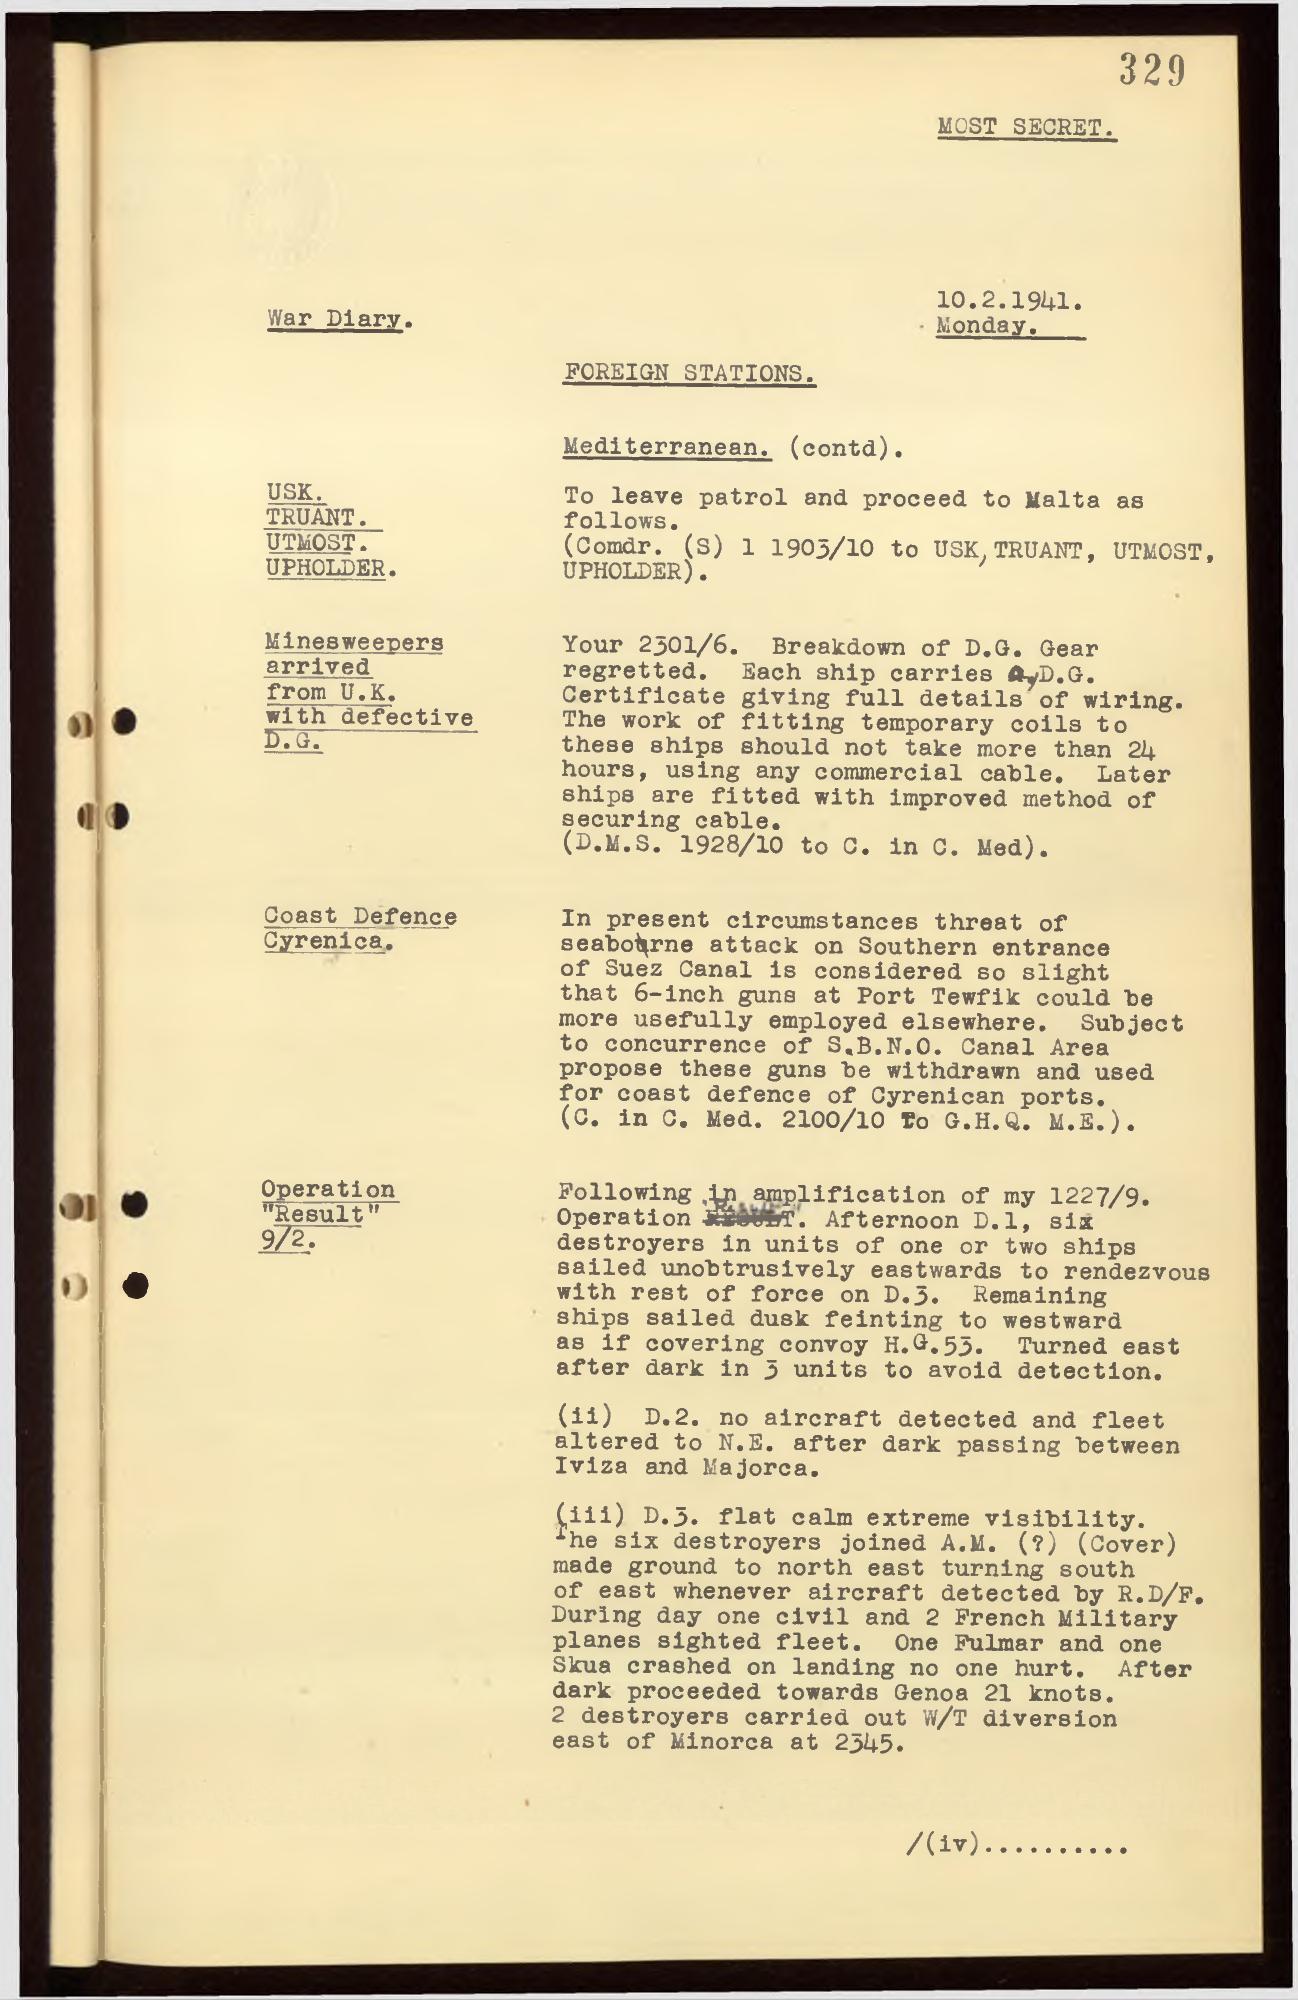 329
MOST SECRET.
War Diary.
10.2.1941.
Monday.
FOREIGN STATIONS.
Mediterranean. (contd).
USK.
TRUANT.
UTMOST.
UPHOLDER.
To leave patrol and proceed to Malta as
follows.
(Comdr. (S) 1 1903/10 to USK, TRUANT, UTMOST,
UPHOLDER).
Minesweepers
arrived
from U.K.
with defective
D.G.
Your 2301/6. Breakdown of D.G. Gear
regretted. Each ship carries a D.G.
Certificate giving full details of wiring.
The work of fitting temporary coils to
these ships should not take more than 24
hours, using any commercial cable. Later
ships are fitted with improved method of
securing cable.
(D.M.S. 1928/10 to C. in C. Med).
Coast Defence
Cyrenica.
In present circumstances threat of
seaborne attack on Southern entrance
of Suez Canal is considered so slight
that 6-inch guns at Port Tewfik could be
more usefully employed elsewhere. Subject
to concurrence of S.B.N.O. Canal Area
propose these guns be withdrawn and used
for coast defence of Cyrenican ports.
(C. in C. Med. 2100/10 To G.H.Q. M.E.).
Operation
"Result"
9/2.
Following in amplification of my 1227/9.
Operation . Afternoon D.1, six
destroyers in units of one or two ships
sailed unobtrusively eastwards to rendezvous
with rest of force on D.3. Remaining
ships sailed dusk feinting to westward
as if covering convoy H.G.53. Turned east
after dark in 3 units to avoid detection.
(ii) D.2. no aircraft detected and fleet
altered to N.E. after dark passing between
Iviza and Majorca.
(iii) D.3. flat calm extreme visibility.
The six destroyers joined A.M. (?) (Cover)
made ground to north east turning south
of east whenever aircraft detected by R.D/F.
During day one civil and 2 French Military
planes sighted fleet. One Fulmar and one
Skua crashed on landing no one hurt. After
dark proceeded towards Genoa 21 knots.
2 destroyers carried out W/T diversion
east of Minorca at 2345.
/(iv)..........